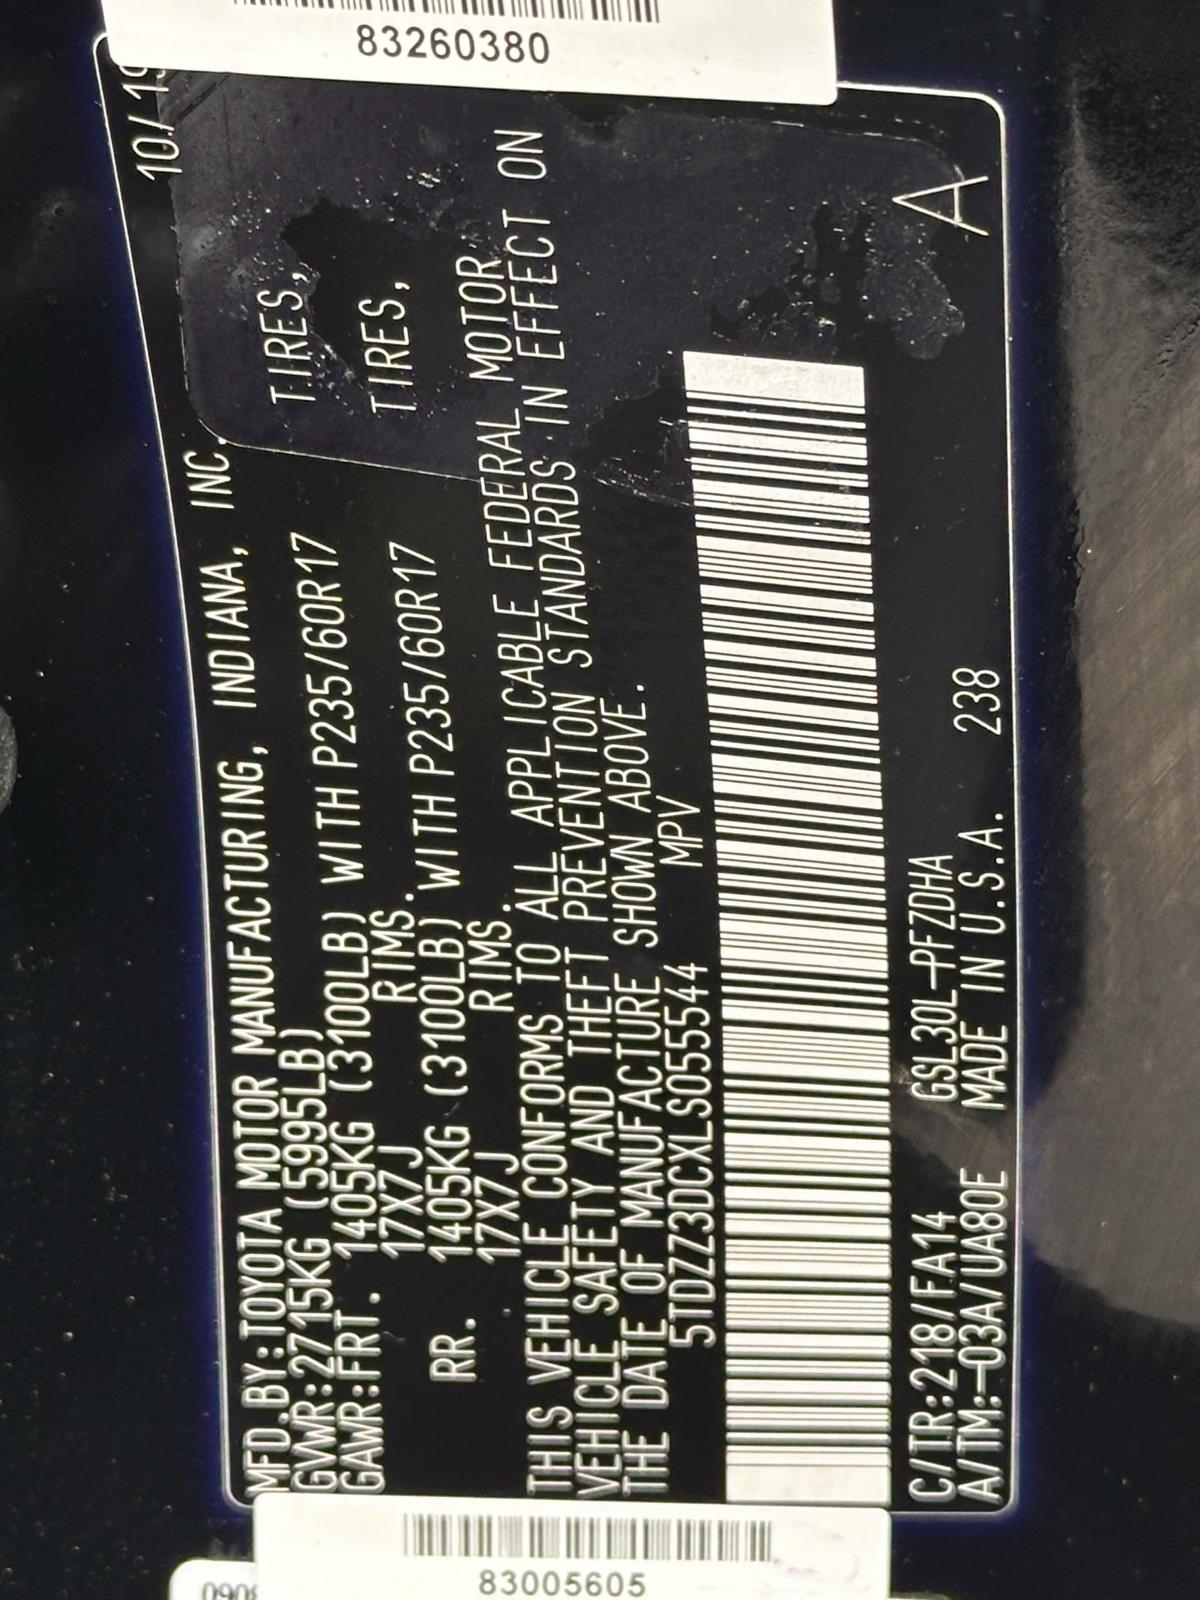 83260380
MFD.BY:TOYOTA MOTOR MANUFACTURING, INDIANA, INC. 10/19
GVWR:2715KG (5995LB)
GAWR:FRT. 1405KG (3100LB) WITH P235/60R17 TIRES,
17X7J RIMS.
RR. 1405KG (3100LB) WITH P235/60R17 TIRES,
17X7J RIMS.
THIS VEHICLE CONFORMS TO ALL APPLICABLE FEDERAL MOTOR
VEHICLE SAFETY AND THEFT PREVENTION STANDARDS IN EFFECT ON
THE DATE OF MANUFACTURE SHOWN ABOVE.
5TDZZ3DCXLS055544 MPV
A
C/TR:218/FA14 GSL30L-PFZDHA
A/TM:-03A/UA80E MADE IN U.S.A. 238
83005605